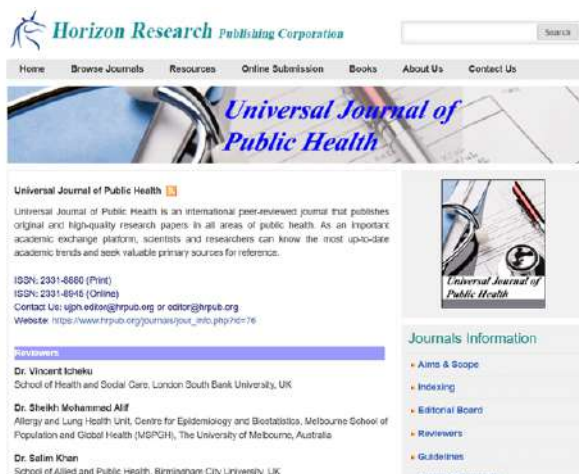 Horizon Research Publishing Corporation
Search
Home Browse Journals Resources Online Submission Books About Us Contact Us
Universal Journal of
Public Health
Universal Journal of Public Health
Universal Journal of Public Health is an international peer-reviewed journal that publishes
original and high-quality research papers in all areas of public health. As an important
academic exchange platform, scientists and researchers can know the most up-to-date
academic trends and seek valuable primary sources for reference.
ISSN: 2331-8880 (Print)
ISSN: 2331-8945 (Online)
Contact Us: ujph.editor@hrpub.org or editor@hrpub.org
Website: https://www.hrpub.org/journals/jour_info.php?id=76
Reviewers
Dr. Vincent Icheku
School of Health and Social Care, London South Bank University, UK
Dr. Sheikh Mohammed Alif
Allergy and Lung Health Unit, Centre for Epidemiology and Biostatistics, Melbourne School of
Population and Global Health (MSPGH), The University of Melbourne, Australia
Dr. Salim Khan
School of Allied and Public Health, Birmingham City University, UK
Universal Journal of
Public Health
Journals Information
Aims & Scope
Indexing
Editorial Board
Reviewers
Guidelines